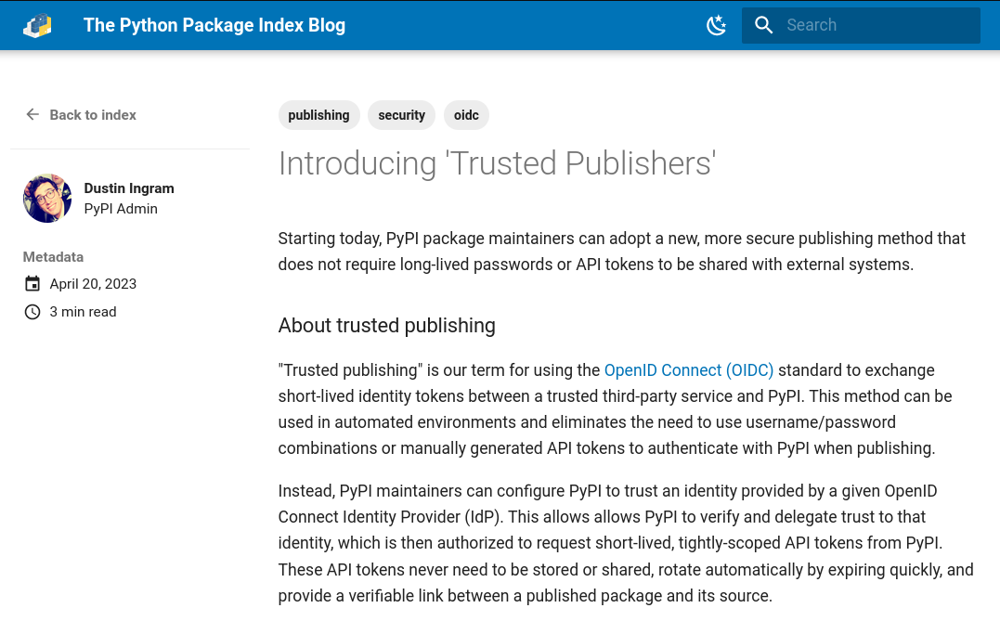 The Python Package Index Blog
Search
Back to index
Dustin Ingram
PyPI Admin
Metadata
April 20, 2023
3 min read
publishing security oidc
Introducing 'Trusted Publishers'
Starting today, PyPI package maintainers can adopt a new, more secure publishing method that
does not require long-lived passwords or API tokens to be shared with external systems.
About trusted publishing
"Trusted publishing" is our term for using the OpenID Connect (OIDC) standard to exchange
short-lived identity tokens between a trusted third-party service and PyPI. This method can be
used in automated environments and eliminates the need to use username/password
combinations or manually generated API tokens to authenticate with PyPI when publishing.
Instead, PyPI maintainers can configure PyPI to trust an identity provided by a given OpenID
Connect Identity Provider (IdP). This allows allows PyPI to verify and delegate trust to that
identity, which is then authorized to request short-lived, tightly-scoped API tokens from PyPI.
These API tokens never need to be stored or shared, rotate automatically by expiring quickly, and
provide a verifiable link between a published package and its source.